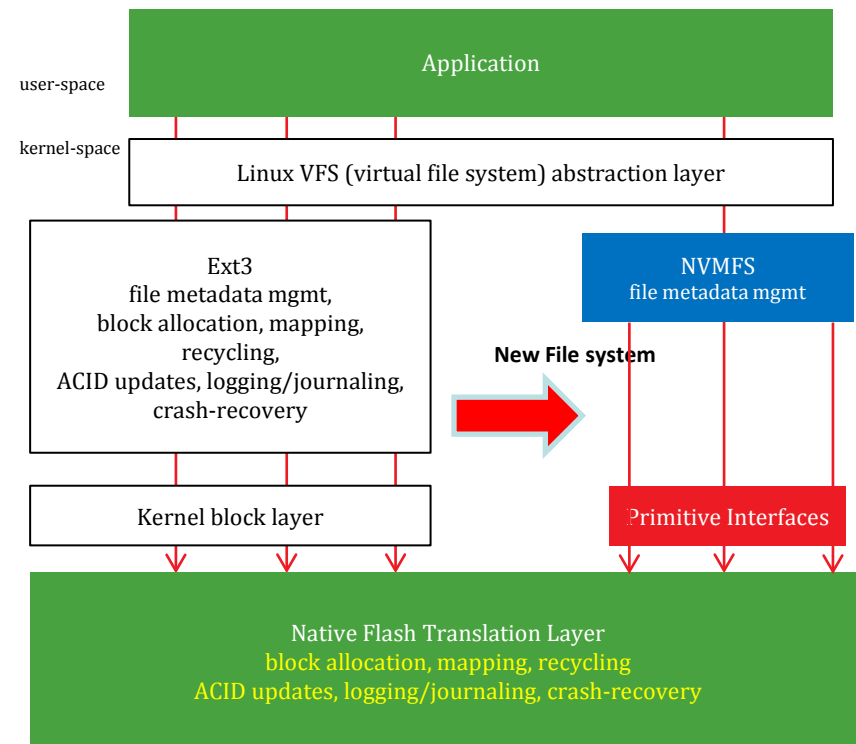 Application
user-space
kernel-space
Linux VFS (virtual file system) abstraction layer
Ext3
file metadata mgmt,
block allocation, mapping,
recycling,
ACID updates, logging/journaling,
crash-recovery
NVMFS
file metadata mgmt
New File system
Kernel block layer
Primitive Interfaces
Native Flash Translation Layer
block allocation, mapping, recycling
ACID updates, logging/journaling, crash-recovery